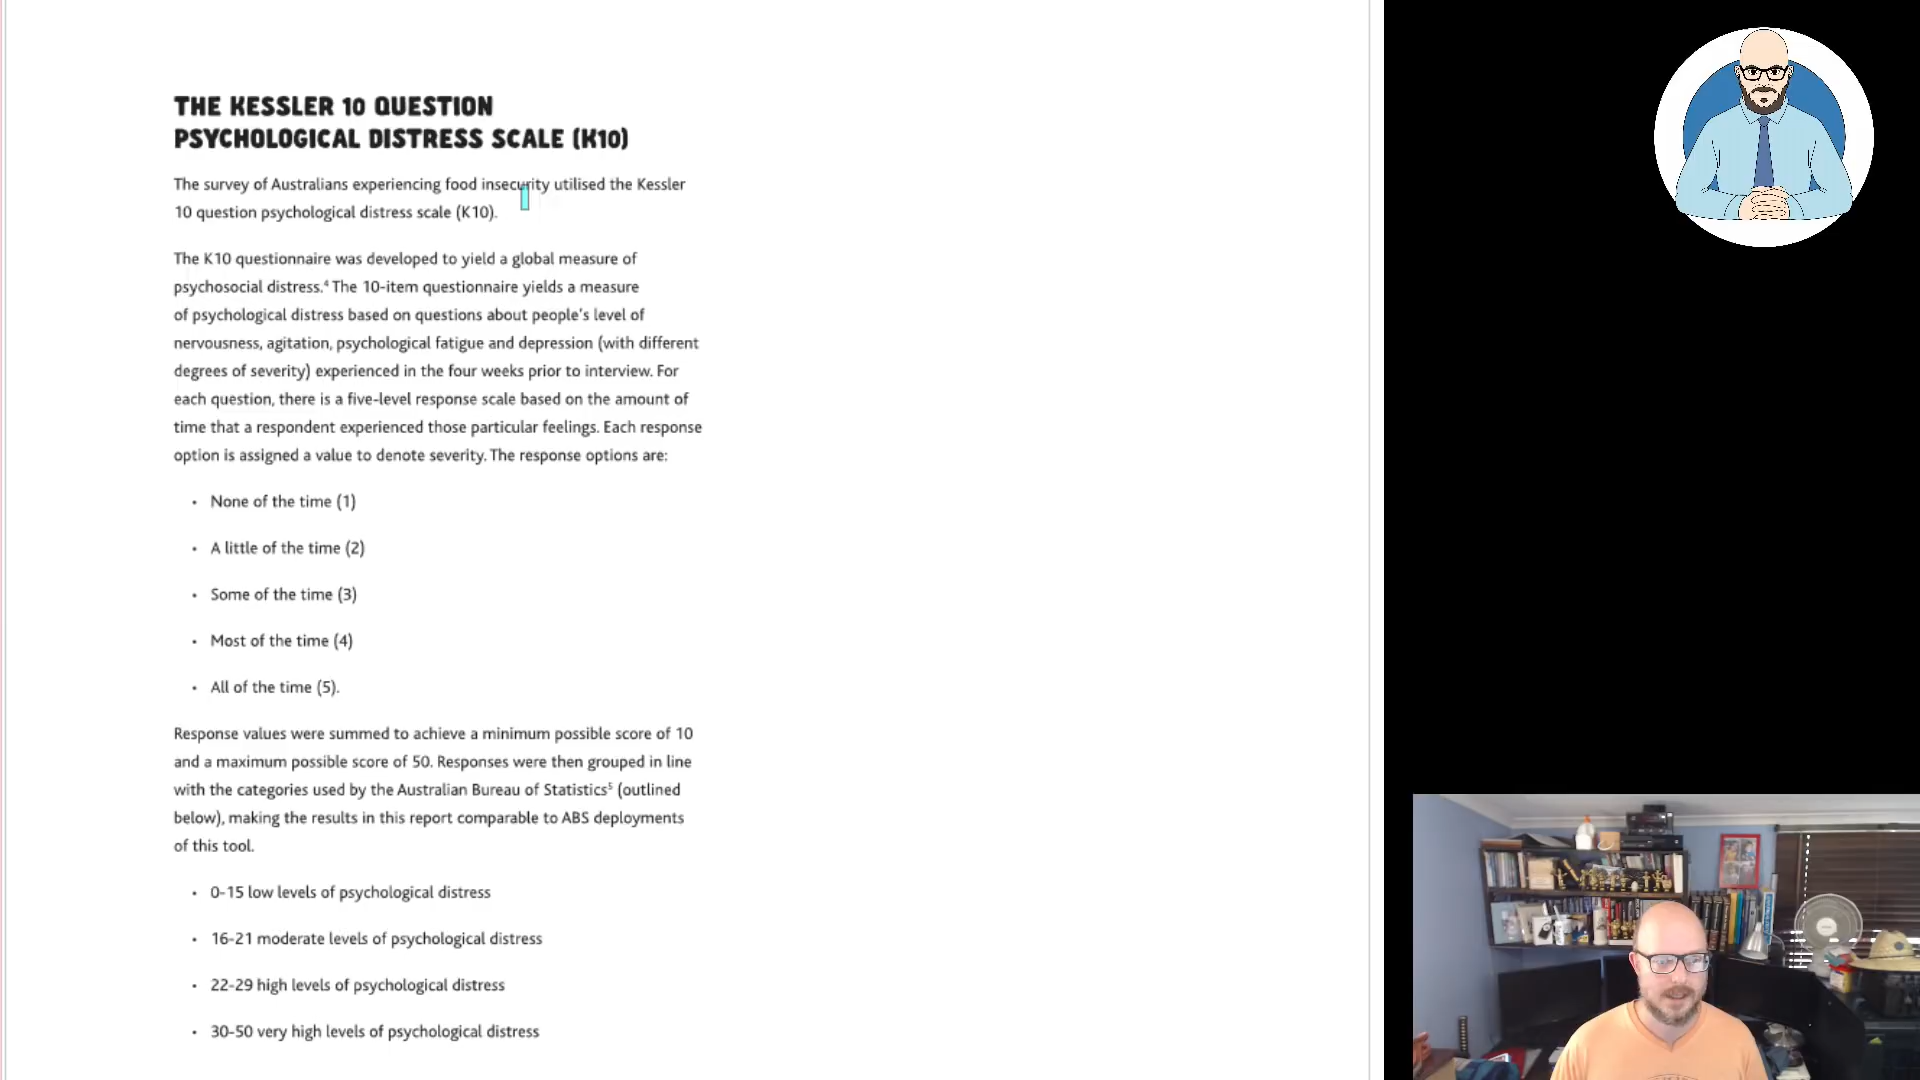 THE KESSLER 10 QUESTION
PSYCHOLOGICAL DISTRESS SCALE (K10)
The survey of Australians experiencing food insecurity utilised the Kessler
10 question psychological distress scale (K10).
The K10 questionnaire was developed to yield a global measure of
psychosocial distress.⁴ The 10-item questionnaire yields a measure
of psychological distress based on questions about people's level of
nervousness, agitation, psychological fatigue and depression (with different
degrees of severity) experienced in the four weeks prior to interview. For
each question, there is a five-level response scale based on the amount of
time that a respondent experienced those particular feelings. Each response
option is assigned a value to denote severity. The response options are:
• None of the time (1)
• A little of the time (2)
• Some of the time (3)
• Most of the time (4)
• All of the time (5).
Response values were summed to achieve a minimum possible score of 10
and a maximum possible score of 50. Responses were then grouped in line
with the categories used by the Australian Bureau of Statistics⁵ (outlined
below), making the results in this report comparable to ABS deployments
of this tool.
• 0-15 low levels of psychological distress
• 16-21 moderate levels of psychological distress
• 22-29 high levels of psychological distress
• 30-50 very high levels of psychological distress